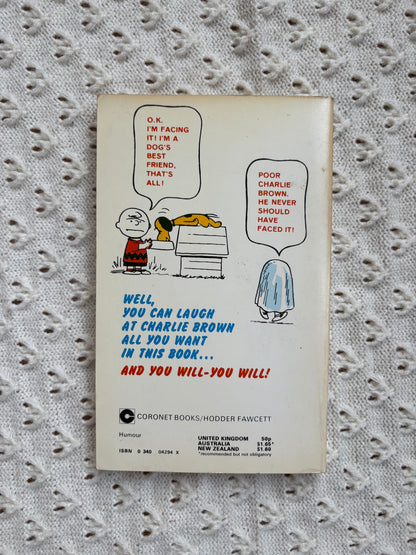 O.K.
I'M FACING
IT! I'M A
DOG'S
BEST
FRIEND,
THAT'S
ALL!
POOR
CHARLIE
BROWN.
HE NEVER
SHOULD
HAVE
FACED IT!
WELL,
YOU CAN LAUGH
AT CHARLIE BROWN
ALL YOU WANT
IN THIS BOOK...
AND YOU WILL-YOU WILL!
CORONET BOOKS/HODDER FAWCETT
Humour
UNITED KINGDOM 50p
AUSTRALIA $1.65*
NEW ZEALAND $1.60
*recommended but not obligatory
ISBN 0 340 04294 X